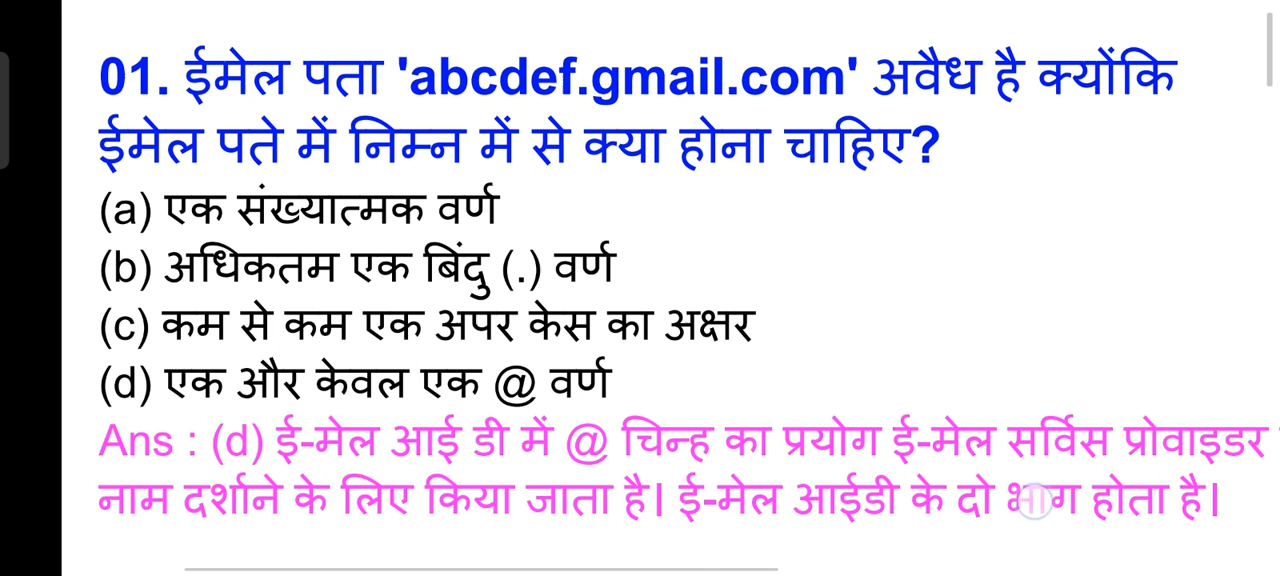 01. ईमेल पता 'abcdef.gmail.com' अवैध है क्योंकि
ईमेल पते में निम्न में से क्या होना चाहिए?
(a) एक संख्यात्मक वर्ण
(b) अधिकतम एक बिंदु (.) वर्ण
(c) कम से कम एक अपर केस का अक्षर
(d) एक और केवल एक @ वर्ण
Ans : (d) ई-मेल आई डी में @ चिन्ह का प्रयोग ई-मेल सर्विस प्रोवाइडर
नाम दर्शाने के लिए किया जाता है। ई-मेल आईडी के दो भाग होता है।